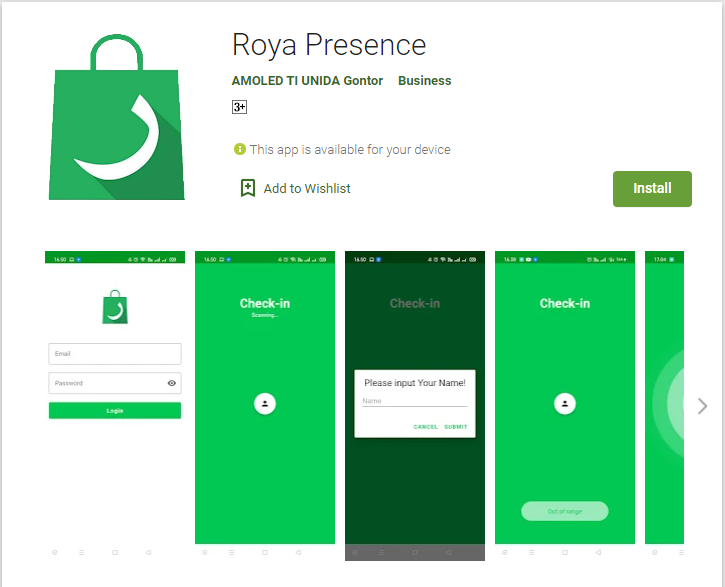 Roya Presence
AMOLED TI UNIDA Gontor Business
3+
This app is available for your device
Add to Wishlist
Install
16.50
Email
Password
Login
16.50
Check-in
Scanning...
16.50
Check-in
Please input Your Name!
Name
CANCEL SUBMIT
Check-in
Out of range
17.04